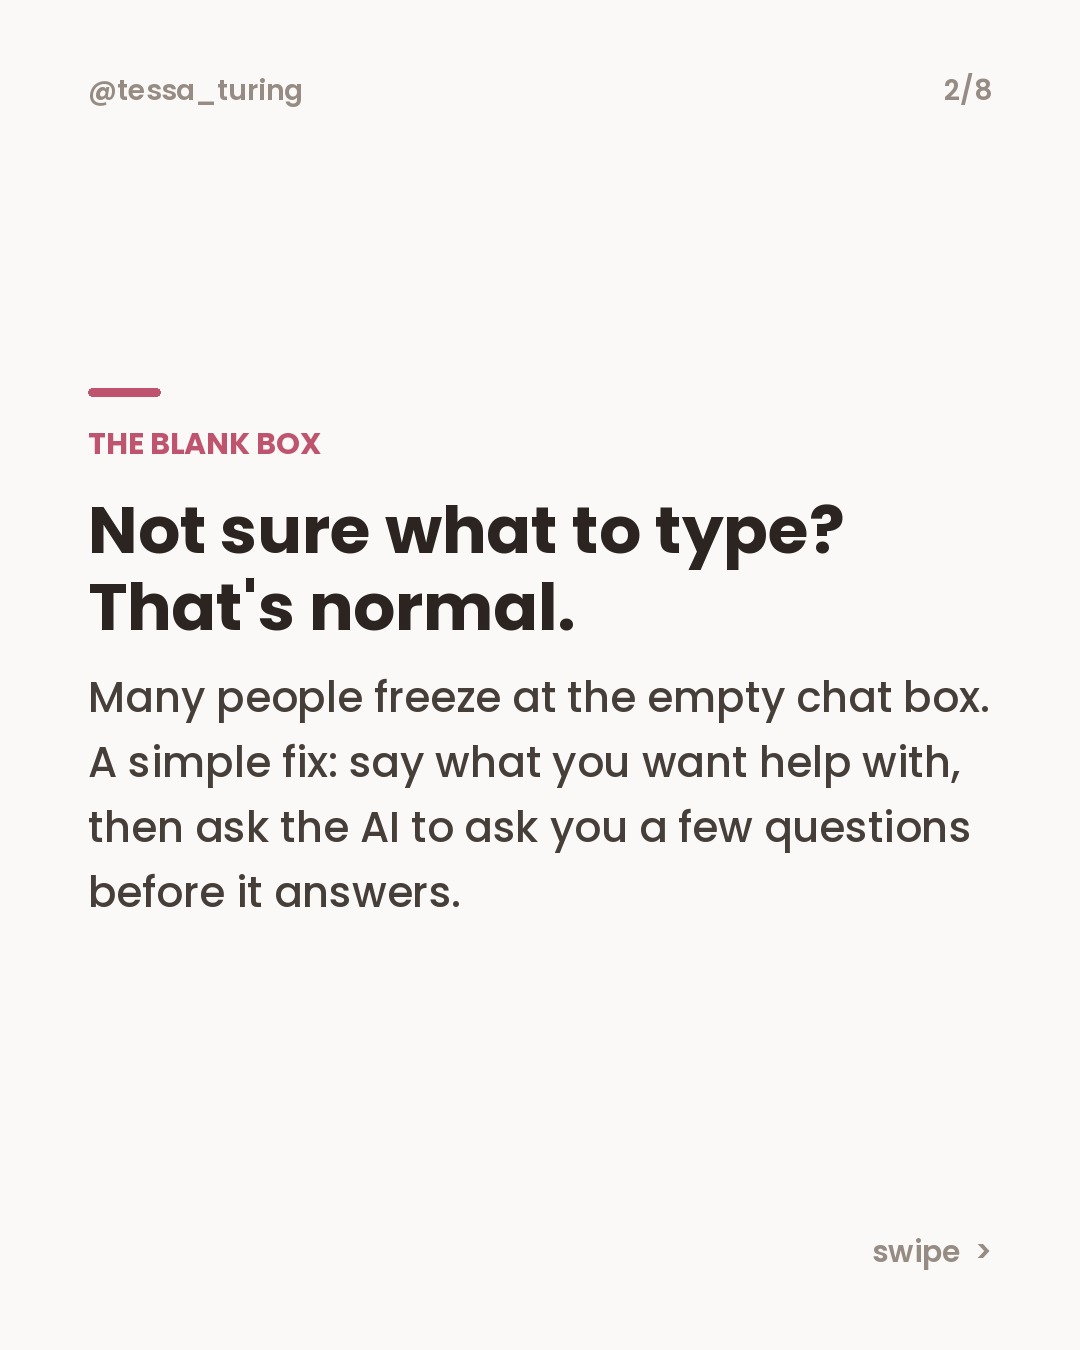 @tessa_turing
2/8
THE BLANK BOX
Not sure what to type?
That's normal.
Many people freeze at the empty chat box.
A simple fix: say what you want help with,
then ask the AI to ask you a few questions
before it answers.
swipe >